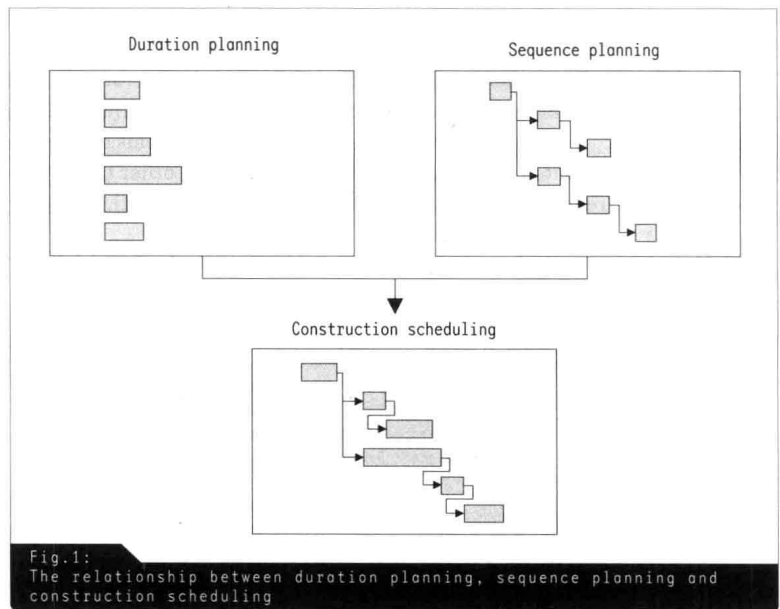 Duration planning
Sequence planning
Construction scheduling
Fig.1:
The relationship between duration planning, sequence planning and
construction scheduling